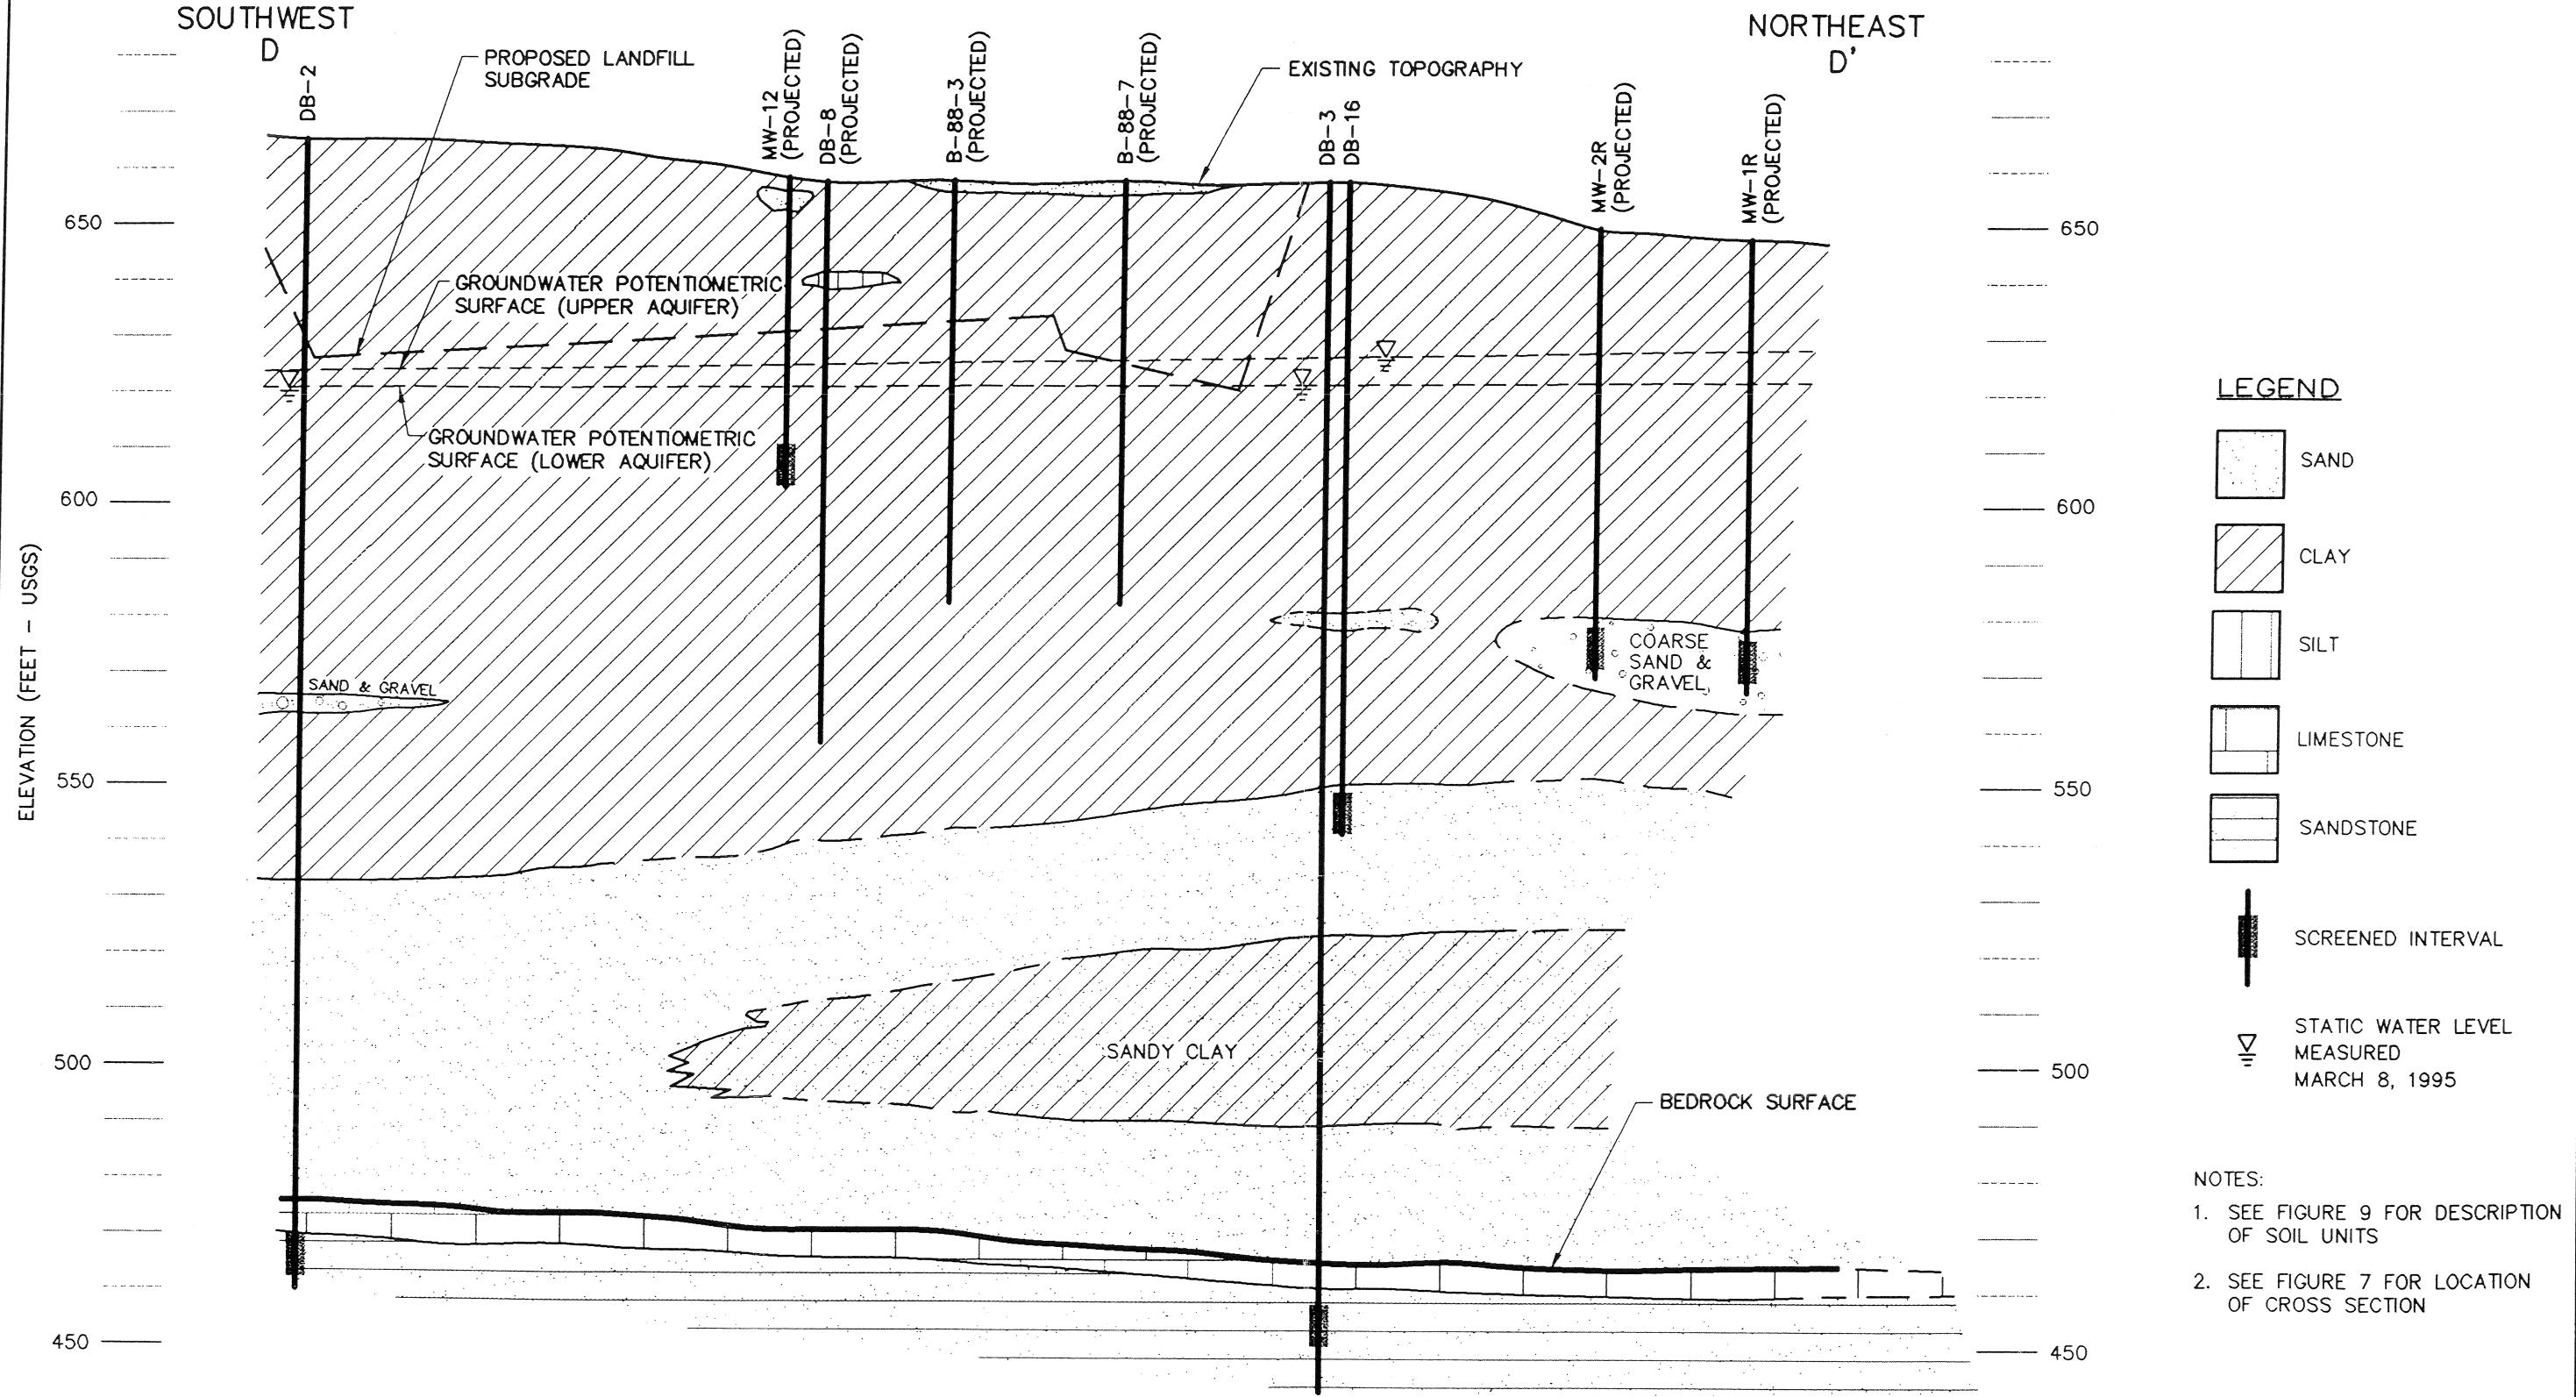 SOUTHWEST
D
NORTHEAST
D'
PROPOSED LANDFILL
SUBGRADE
EXISTING TOPOGRAPHY
DB-2
MW-12
(PROJECTED)
DB-8
(PROJECTED)
B-88-3
(PROJECTED)
B-88-7
(PROJECTED)
DB-3
DB-16
MW-2R
(PROJECTED)
MW-1R
(PROJECTED)
650
650
GROUNDWATER POTENTIOMETRIC
SURFACE (UPPER AQUIFER)
GROUNDWATER POTENTIOMETRIC
SURFACE (LOWER AQUIFER)
600
600
ELEVATION (FEET - USGS)
SAND & GRAVEL
COARSE
SAND &
GRAVEL
550
550
SANDY CLAY
500
500
BEDROCK SURFACE
450
450
LEGEND
SAND
CLAY
SILT
LIMESTONE
SANDSTONE
SCREENED INTERVAL
STATIC WATER LEVEL
MEASURED
MARCH 8, 1995
NOTES:
1. SEE FIGURE 9 FOR DESCRIPTION
OF SOIL UNITS
2. SEE FIGURE 7 FOR LOCATION
OF CROSS SECTION